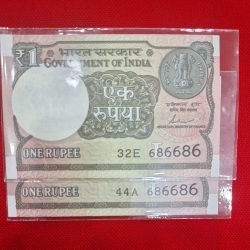 ₹1 भारत सरकार
GOVERNMENT OF INDIA
एक
रुपया
ONE RUPEE 32E 686686
ONE RUPEE 44A 686686